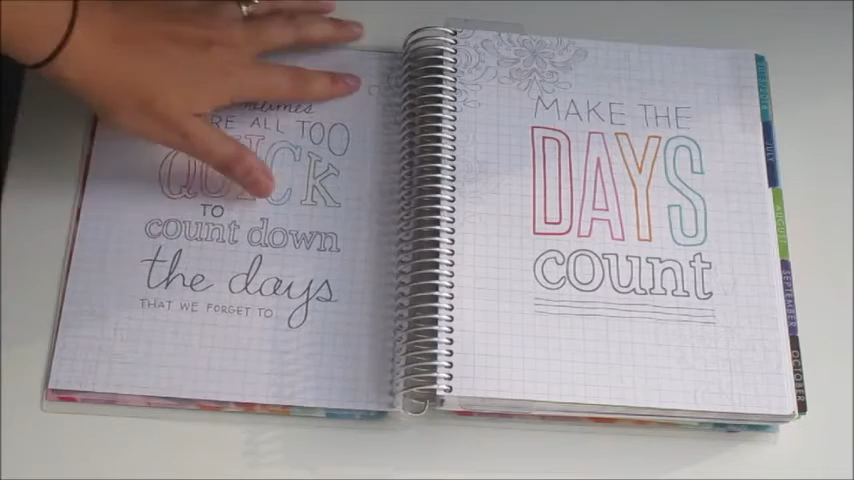 ALL TOO
QUICK
TO
count down
the days
THAT WE FORGET TO
MAKE THE
DAYS
count
JULY
AUGUST
SEPTEMBER
OCTOBER